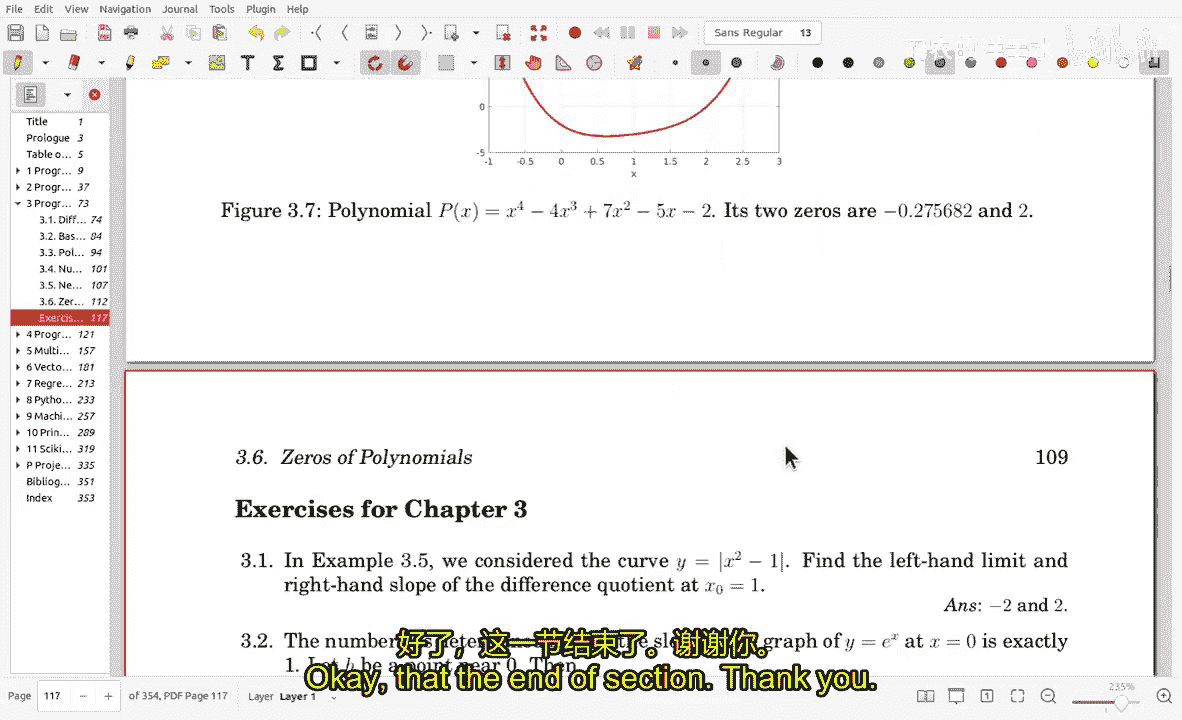 File Edit View Navigation Journal Tools Plugin Help
Sans Regular 13
Title 1
Prologue 3
Table o... 5
1 Progr... 9
2 Progr... 37
3 Progr... 73
3.1. Diff... 74
3.2. Bas... 84
3.3. Pol... 94
3.4. Nu... 101
3.5. Ne... 107
3.6. Zer... 112
Exercis... 117
4 Progr... 121
5 Multi... 157
6 Vecto... 181
7 Regre... 213
8 Pytho... 233
9 Machi... 257
10 Prin... 289
11 Sciki... 319
P Proje... 335
Bibliog... 351
Index 353
0
-5
-1 -0.5 0 0.5 1 1.5 2 2.5 3
x
Figure 3.7: Polynomial P(x) = x⁴ − 4x³ + 7x² − 5x − 2. Its two zeros are −0.275682 and 2.
3.6. Zeros of Polynomials 109
Exercises for Chapter 3
3.1. In Example 3.5, we considered the curve y = |x² − 1|. Find the left-hand limit and
right-hand slope of the difference quotient at x₀ = 1.
Ans: −2 and 2.
3.2. The number graph of y = eˣ at x = 0 is exactly
1. Let h be a point near 0. Then
好了，这一节结束了。谢谢你。
Okay, that the end of section. Thank you.
Page 117 − + of 354, PDF Page 117 Layer Layer 1 235%